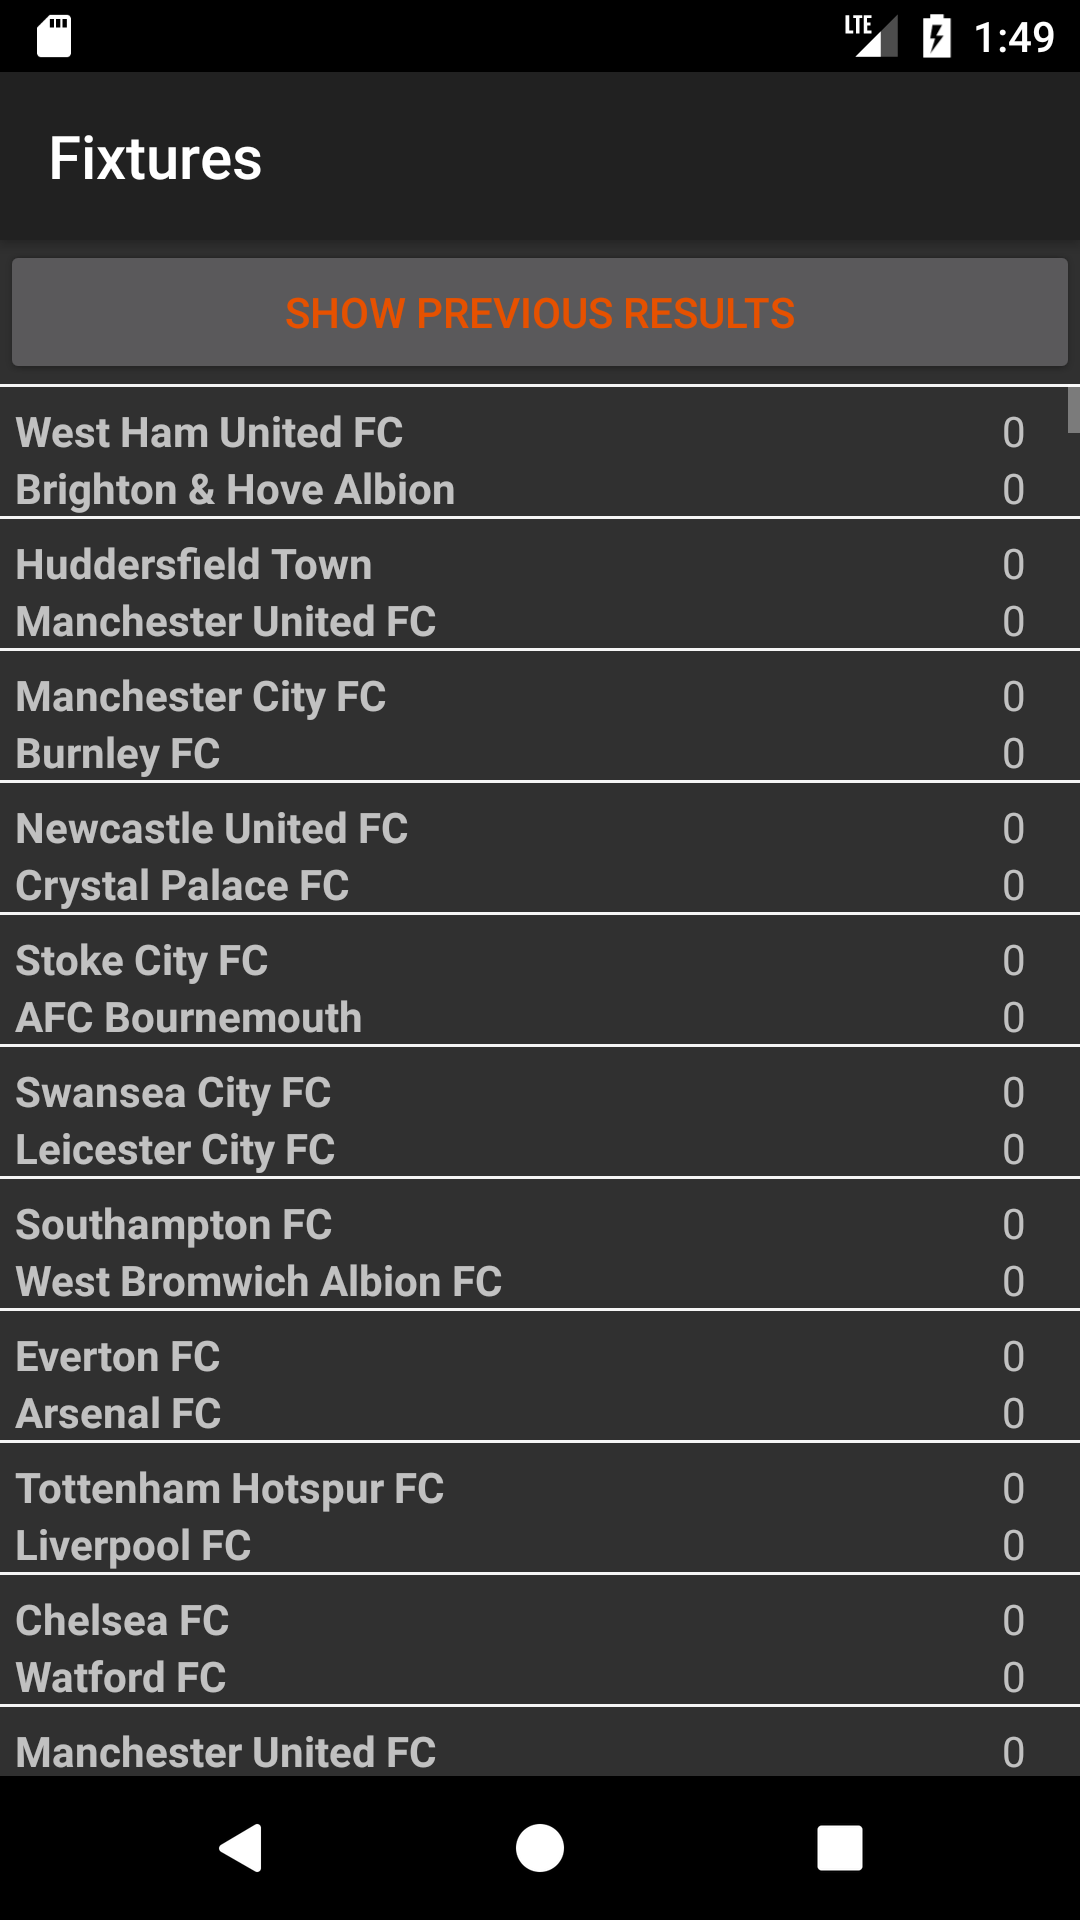 LTE 1:49
Fixtures
SHOW PREVIOUS RESULTS
West Ham United FC 0
Brighton & Hove Albion 0
Huddersfield Town 0
Manchester United FC 0
Manchester City FC 0
Burnley FC 0
Newcastle United FC 0
Crystal Palace FC 0
Stoke City FC 0
AFC Bournemouth 0
Swansea City FC 0
Leicester City FC 0
Southampton FC 0
West Bromwich Albion FC 0
Everton FC 0
Arsenal FC 0
Tottenham Hotspur FC 0
Liverpool FC 0
Chelsea FC 0
Watford FC 0
Manchester United FC 0